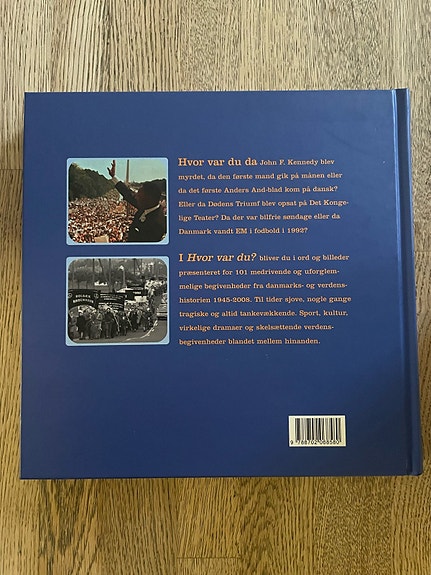 Hvor var du da John F. Kennedy blev
myrdet, da den første mand gik på månen eller
da det første Anders And-blad kom på dansk?
Eller da Dødens Triumf blev opsat på Det Konge-
lige Teater? Da der var bilfrie søndage eller da
Danmark vandt EM i fodbold i 1992?
I Hvor var du? bliver du i ord og billeder
præsenteret for 101 medrivende og uforglem-
melige begivenheder fra danmarks- og verdens-
historien 1945-2008. Til tider sjove, nogle gange
tragiske og altid tankevækkende. Sport, kultur,
virkelige dramaer og skelsættende verdens-
begivenheder blandet mellem hinanden.
9 788702 068580